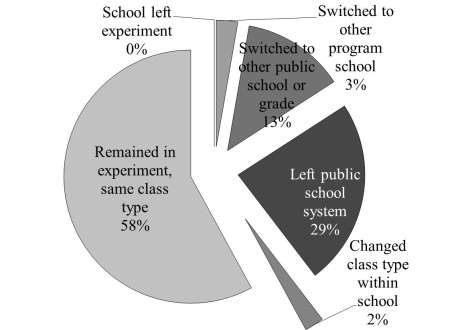 School left
experiment
0%
Switched to
other
program
school
3%
Switched to
other public
school or
grade
13%
Remained in
experiment,
same class
type
58%
Left public
school
system
29%
Changed
class type
within
school
2%